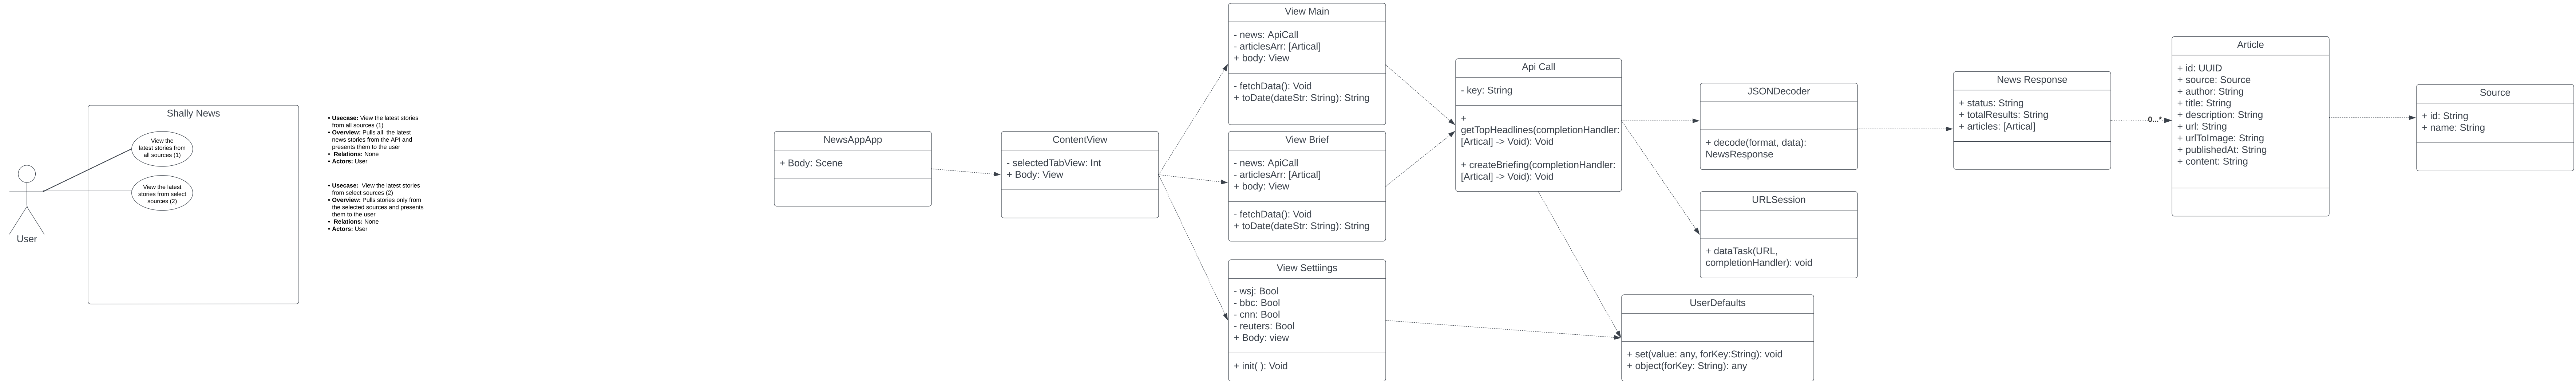 Shally News
View the
latest stories from
all sources (1)
View the latest
stories from select
sources (2)
User
• Usecase: View the latest stories
from all sources (1)
• Overview: Pulls all the latest
news stories from the API and
presents them to the user
• Relations: None
• Actors: User
• Usecase: View the latest stories
from select sources (2)
• Overview: Pulls stories only from
the selected sources and presents
them to the user
• Relations: None
• Actors: User
NewsAppApp
+ Body: Scene
ContentView
- selectedTabView: Int
+ Body: View
View Main
- news: ApiCall
- articlesArr: [Artical]
+ body: View
- fetchData(): Void
+ toDate(dateStr: String): String
View Brief
- news: ApiCall
- articlesArr: [Artical]
+ body: View
- fetchData(): Void
+ toDate(dateStr: String): String
View Settiings
- wsj: Bool
- bbc: Bool
- cnn: Bool
- reuters: Bool
+ Body: view
+ init( ): Void
Api Call
- key: String
+
getTopHeadlines(completionHandler:
[Artical] -> Void): Void
+ createBriefing(completionHandler:
[Artical] -> Void): Void
JSONDecoder
+ decode(format, data):
NewsResponse
URLSession
+ dataTask(URL,
completionHandler): void
UserDefaults
+ set(value: any, forKey:String): void
+ object(forKey: String): any
News Response
+ status: String
+ totalResults: String
+ articles: [Artical]
0...*
Article
+ id: UUID
+ source: Source
+ author: String
+ title: String
+ description: String
+ url: String
+ urlToImage: String
+ publishedAt: String
+ content: String
Source
+ id: String
+ name: String